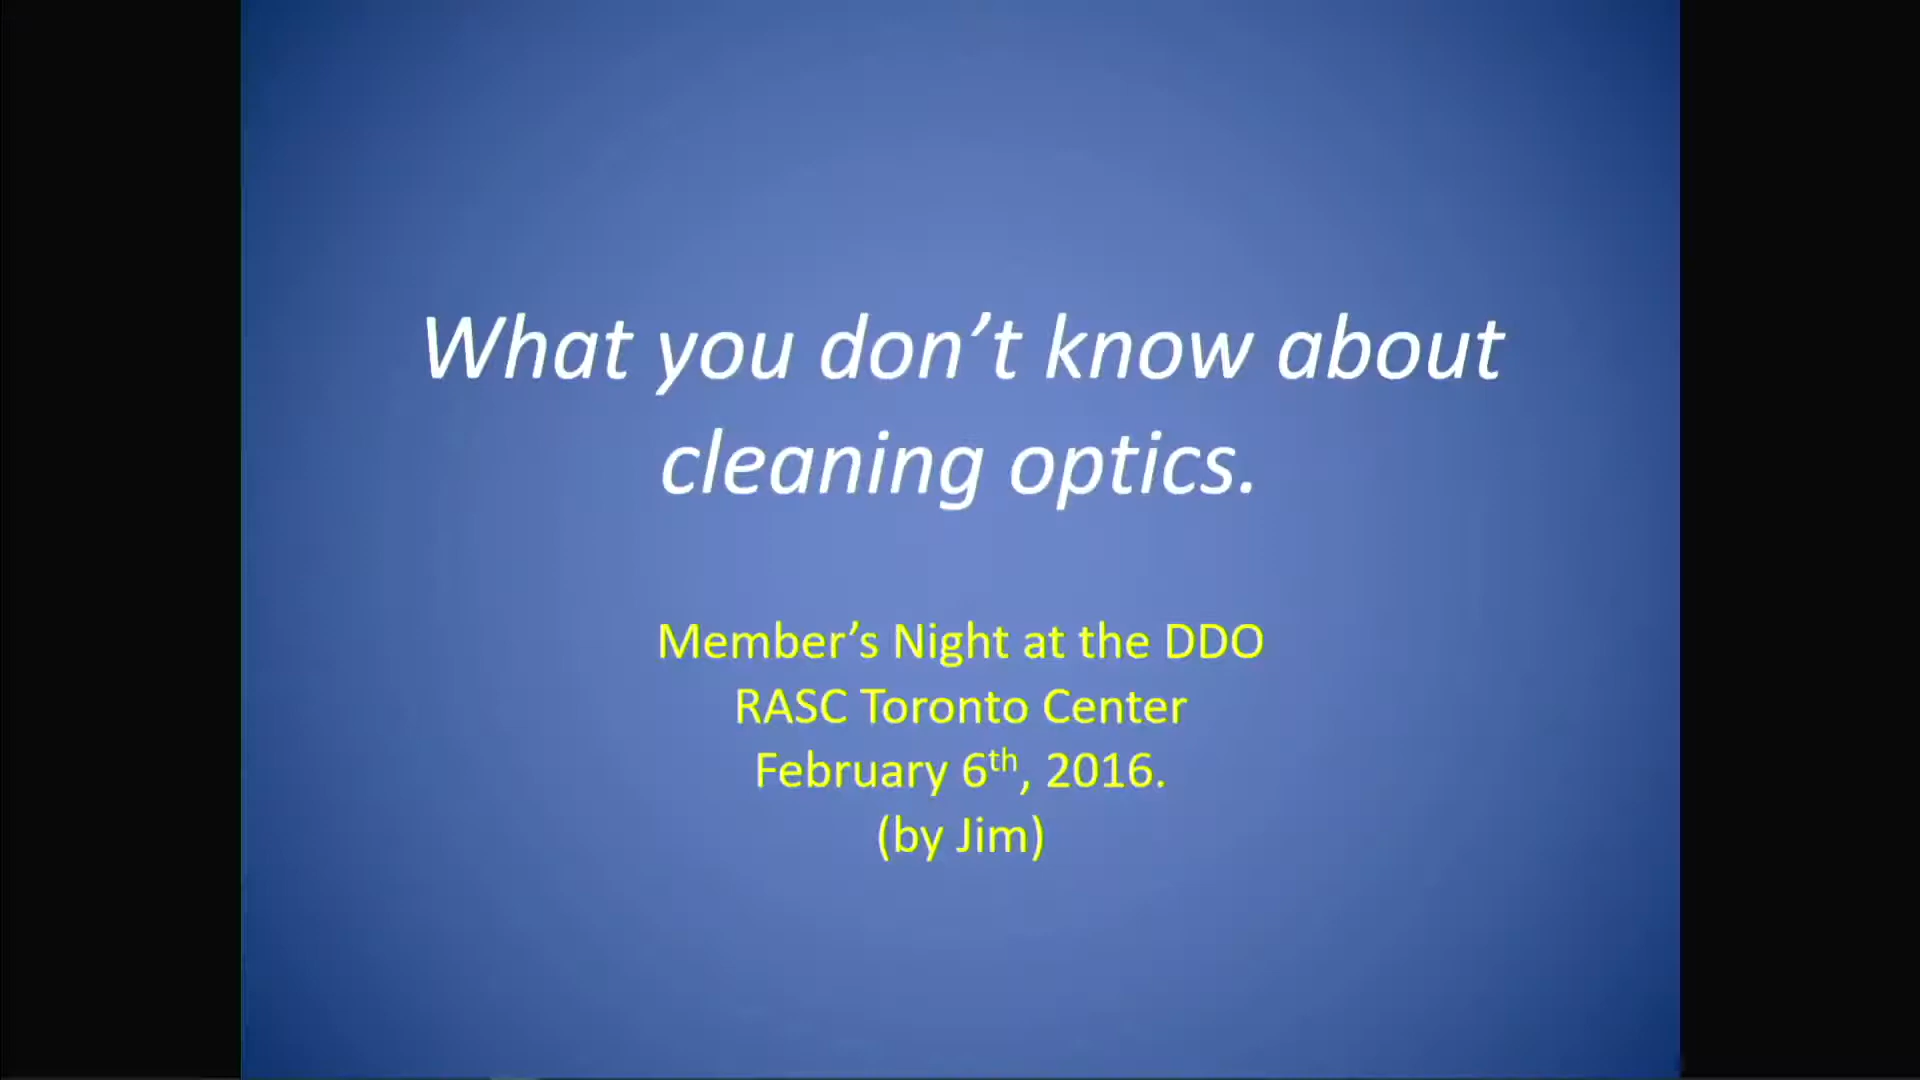 What you don’t know about
cleaning optics.
Member’s Night at the DDO
RASC Toronto Center
February 6th, 2016.
(by Jim)